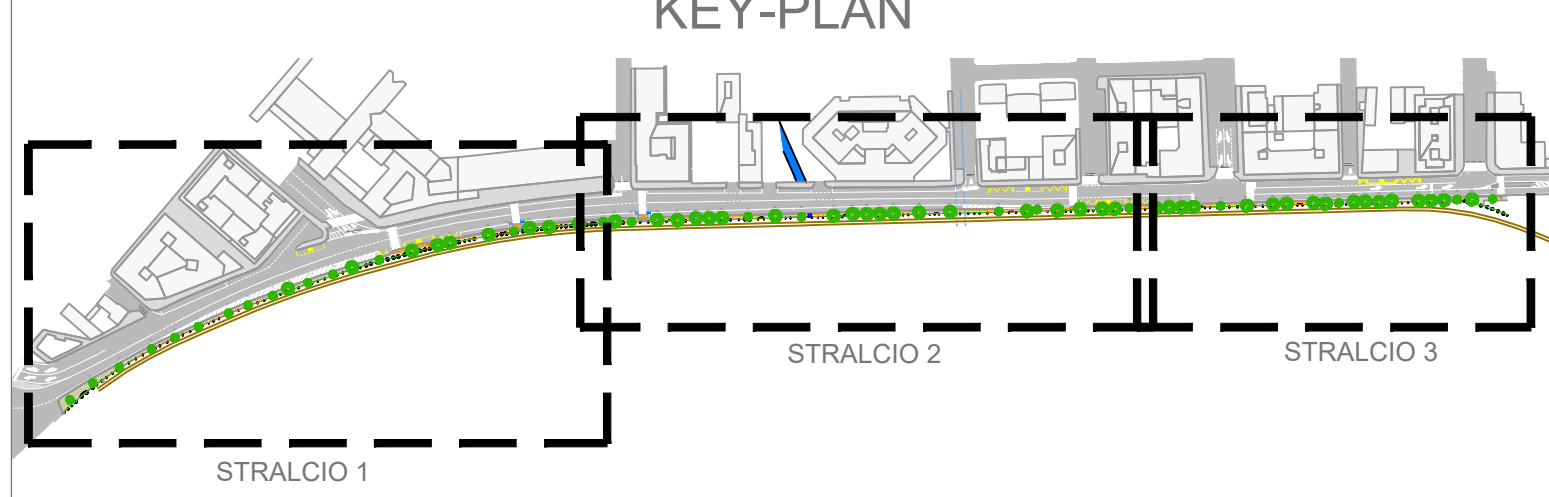 KEY-PLAN
STRALCIO 2
STRALCIO 3
STRALCIO 1